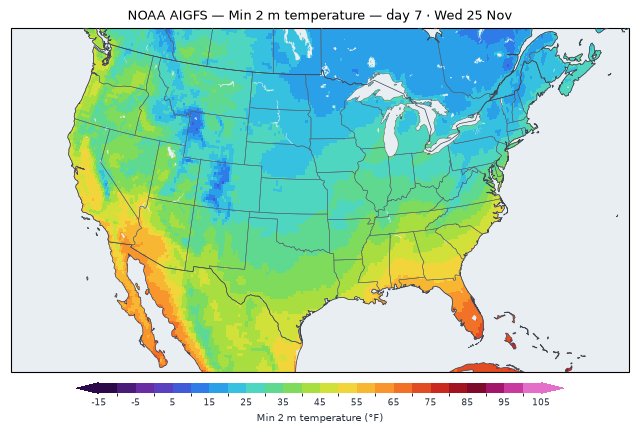 NOAA AIGFS — Min 2 m temperature — day 7 · Wed 25 Nov
-15 -5 5 15 25 35 45 55 65 75 85 95 105
Min 2 m temperature (°F)